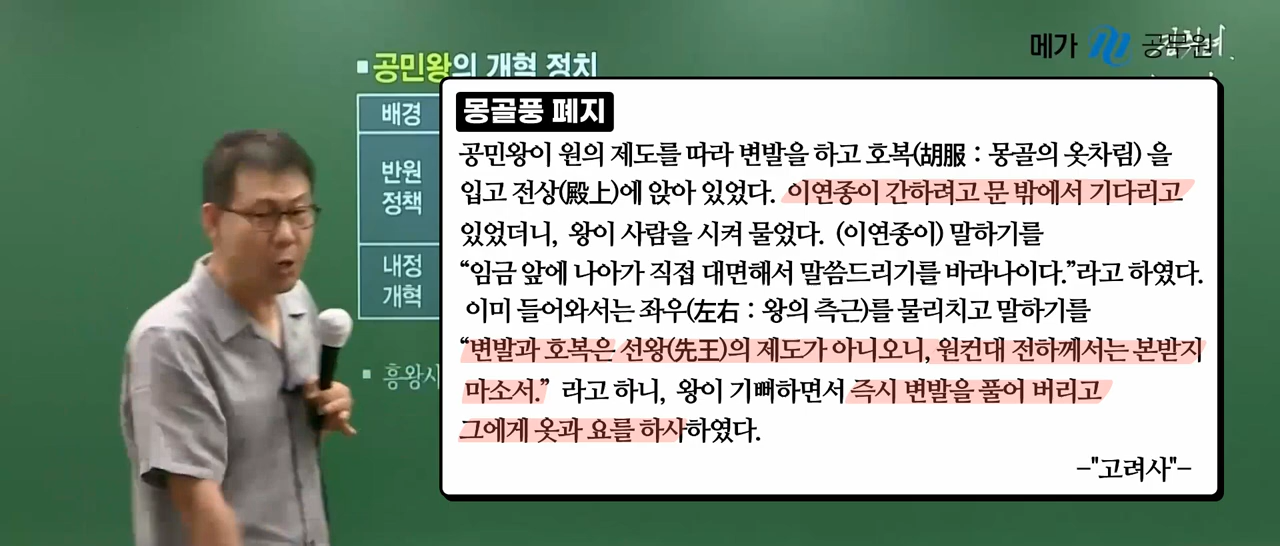 메가 공무원
■공민왕의 개혁 정치
배경
반원
정책
내정
개혁
▪ 흥왕사
몽골풍 폐지
공민왕이 원의 제도를 따라 변발을 하고 호복(胡服 : 몽골의 옷차림) 을
입고 전상(殿上)에 앉아 있었다. 이연종이 간하려고 문 밖에서 기다리고
있었더니, 왕이 사람을 시켜 물었다. (이연종이) 말하기를
“임금 앞에 나아가 직접 대면해서 말씀드리기를 바라나이다.”라고 하였다.
이미 들어와서는 좌우(左右 : 왕의 측근)를 물리치고 말하기를
“변발과 호복은 선왕(先王)의 제도가 아니오니, 원컨대 전하께서는 본받지
마소서.” 라고 하니, 왕이 기뻐하면서 즉시 변발을 풀어 버리고
그에게 옷과 요를 하사하였다.
–"고려사"–